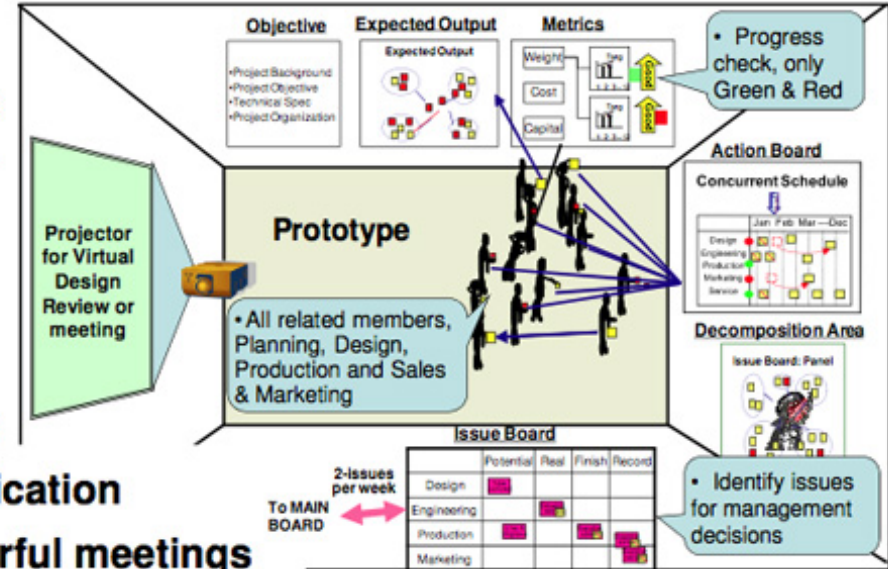 Objective
•Project Background
•Project Objective
•Technical Spec
•Project Organization
Expected Output
Expected Output
Metrics
Weight
Cost
Capital
Good
Good
• Progress
check, only
Green & Red
Action Board
Concurrent Schedule
Jan Feb Mar ---Dec
Design
Engineering
Production
Marketing
Service
Projector
for Virtual
Design
Review or
meeting
Prototype
• All related members,
Planning, Design,
Production and Sales
& Marketing
Decomposition Area
Issue Board: Panel
Issue Board
Potential Real Finish Record
Design
Engineering
Production
Marketing
2-Issues
per week
To MAIN
BOARD
• Identify issues
for management
decisions
ication
rful meetings